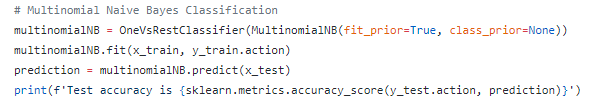 # Multinomial Naive Bayes Classification
multinomialNB = OneVsRestClassifier(MultinomialNB(fit_prior=True, class_prior=None))
multinomialNB.fit(x_train, y_train.action)
prediction = multinomialNB.predict(x_test)
print(f'Test accuracy is {sklearn.metrics.accuracy_score(y_test.action, prediction)}')